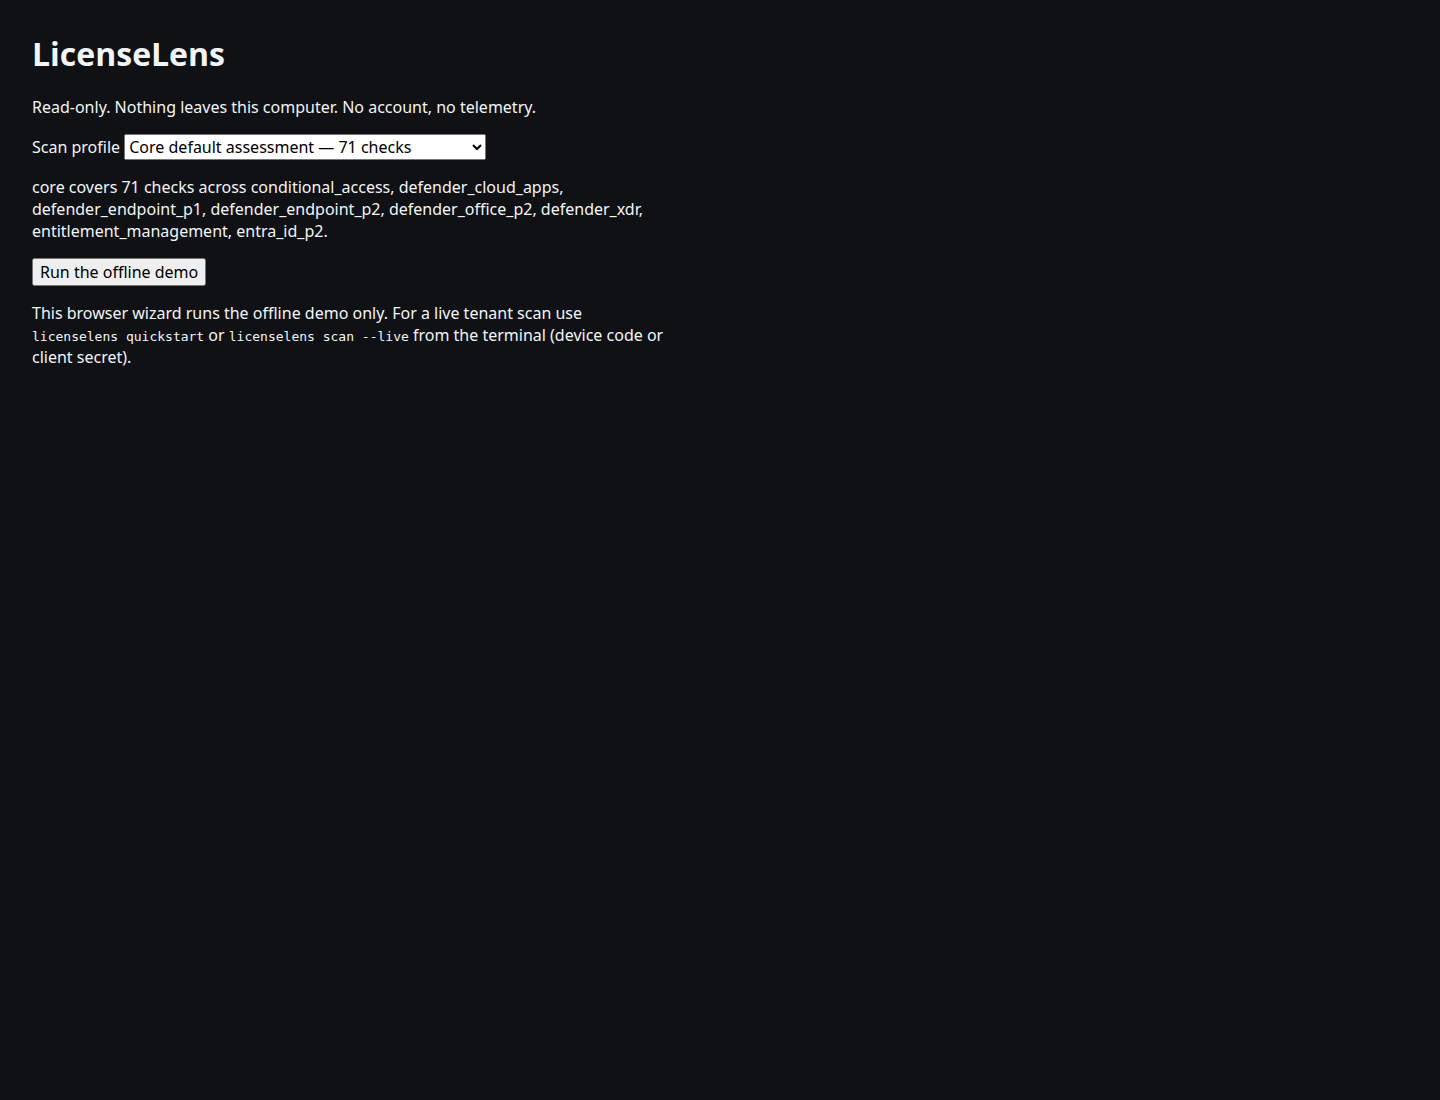 LicenseLens
Read-only. Nothing leaves this computer. No account, no telemetry.
Scan profile Core default assessment — 71 checks
core covers 71 checks across conditional_access, defender_cloud_apps,
defender_endpoint_p1, defender_endpoint_p2, defender_office_p2, defender_xdr,
entitlement_management, entra_id_p2.
Run the offline demo
This browser wizard runs the offline demo only. For a live tenant scan use
licenselens quickstart or licenselens scan --live from the terminal (device code or
client secret).